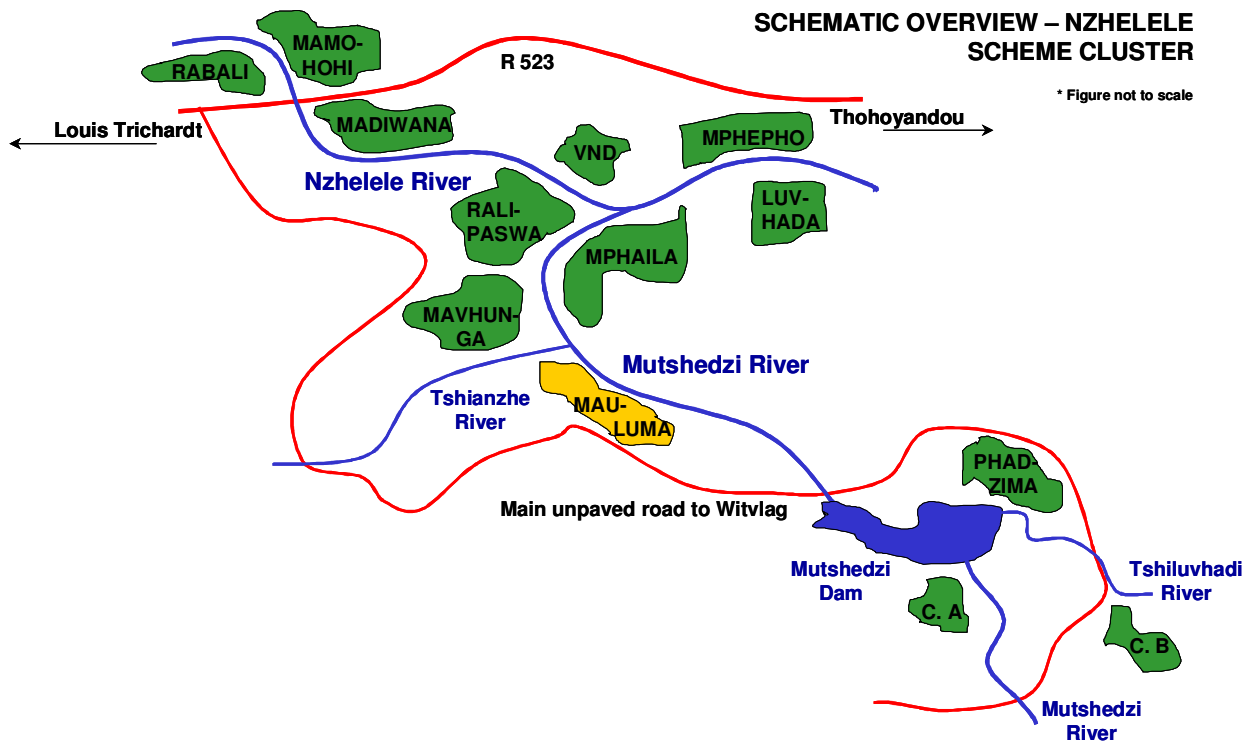 SCHEMATIC OVERVIEW – NZHELELE
SCHEME CLUSTER
* Figure not to scale
MAMO-
HOHI
RABALI
R 523
Louis Trichardt
Thohoyandou
MADIWANA
VND
MPHEPHO
Nzhelele River
RALI-
PASWA
LUV-
HADA
MPHAILA
MAVHUN-
GA
Mutshedzi River
Tshianzhe
River
MAU-
LUMA
PHAD-
ZIMA
Main unpaved road to Witvlag
Mutshedzi
Dam
Tshiluvhadi
River
C. A
C. B
Mutshedzi
River